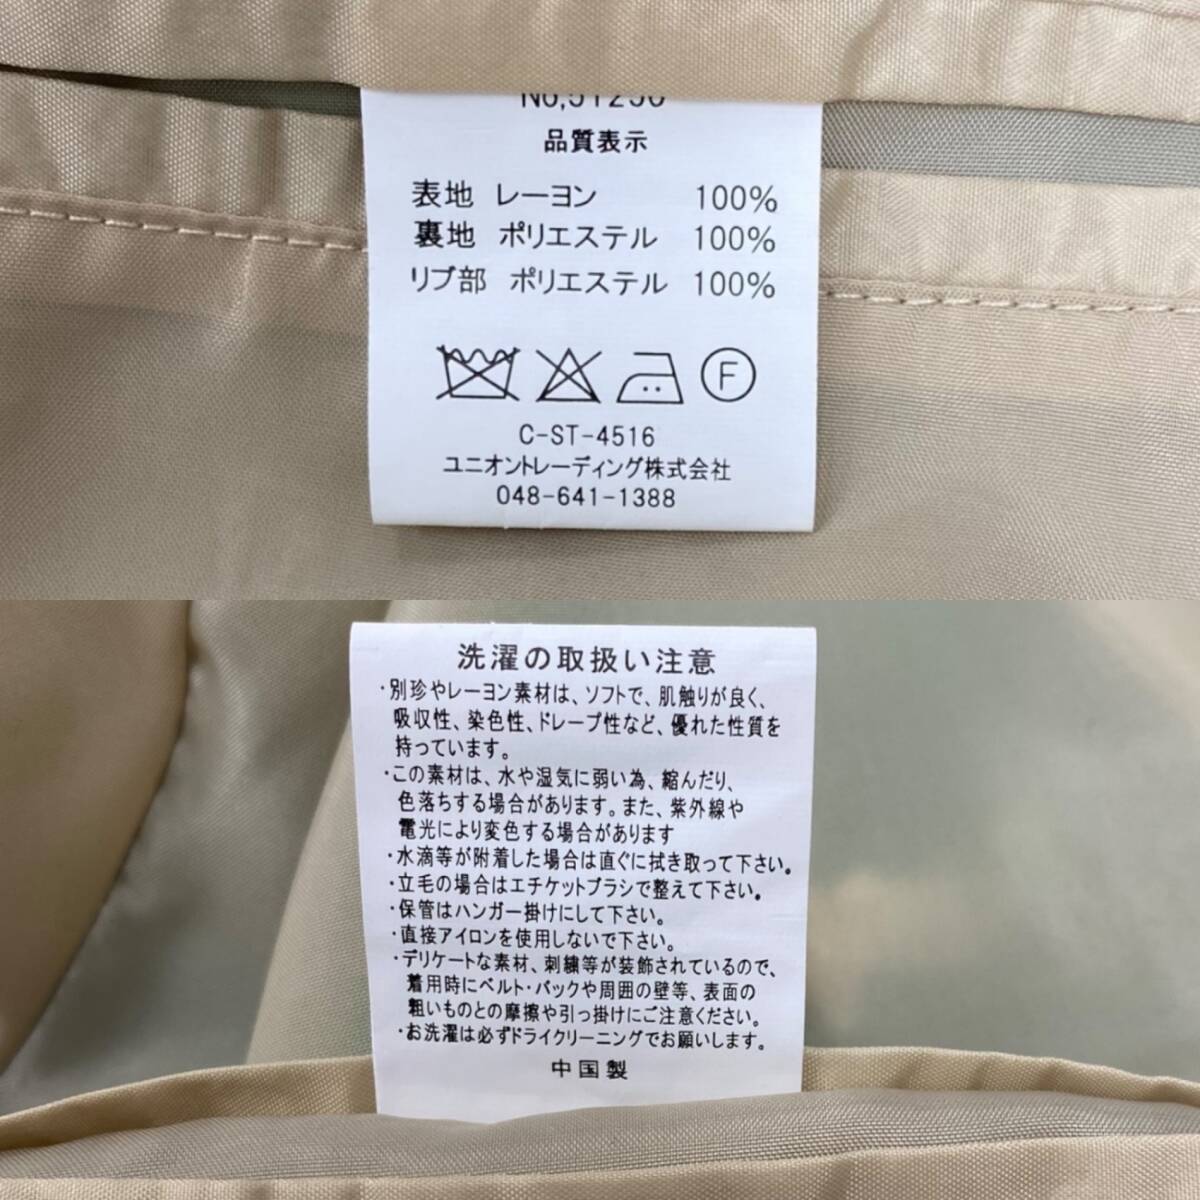 品質表示
表地 レーヨン 100%
裏地 ポリエステル 100%
リブ部 ポリエステル 100%
F
C-ST-4516
ユニオントレーディング株式会社
048-641-1388
洗濯の取扱い注意
・別珍やレーヨン素材は、ソフトで、肌触りが良く、
吸収性、染色性、ドレープ性など、優れた性質を
持っています。
・この素材は、水や湿気に弱い為、縮んだり、
色落ちする場合があります。また、紫外線や
電光により変色する場合があります
・水滴等が附着した場合は直ぐに拭き取って下さい。
・立毛の場合はエチケットブラシで整えて下さい。
・保管はハンガー掛けにして下さい。
・直接アイロンを使用しないで下さい。
・デリケートな素材、刺繍等が装飾されているので、
着用時にベルト・バックや周囲の壁等、表面の
粗いものとの摩擦や引っ掛けにご注意ください。
・お洗濯は必ずドライクリーニングでお願いします。
中国製